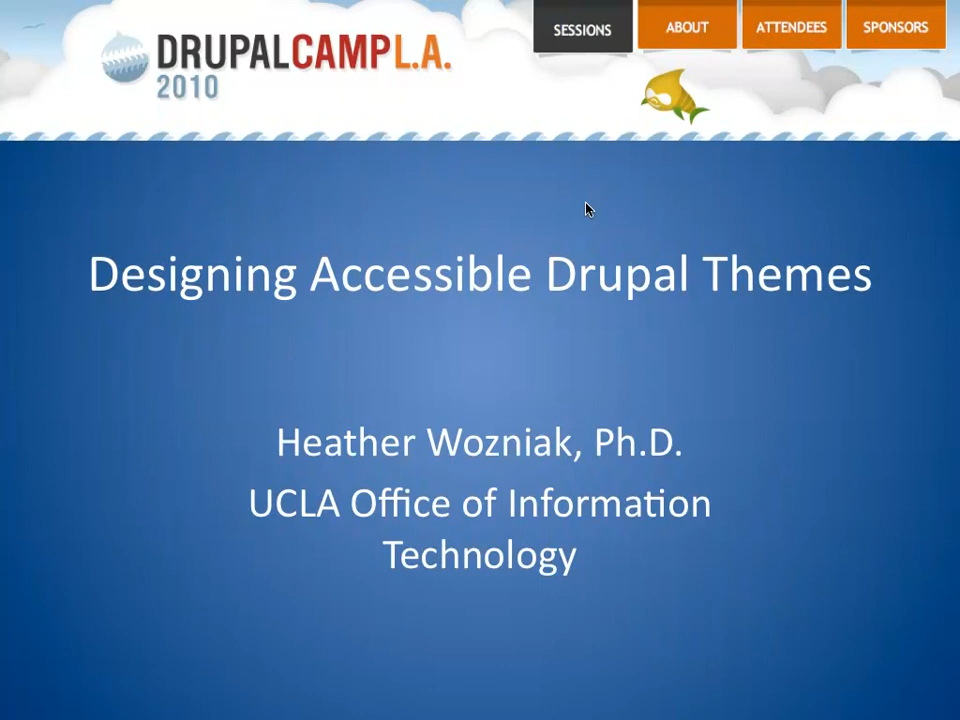 DRUPALCAMPL.A.
2010
SESSIONS
ABOUT
ATTENDEES
SPONSORS
Designing Accessible Drupal Themes
Heather Wozniak, Ph.D.
UCLA Office of Information
Technology